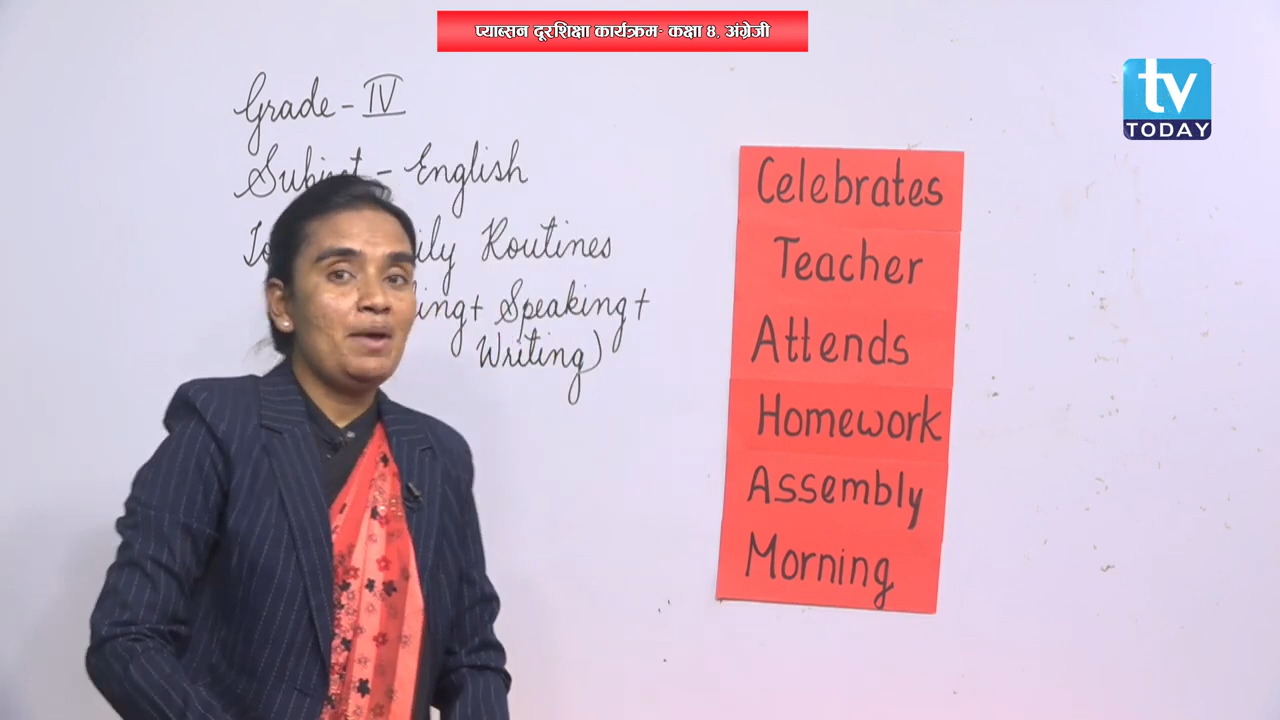 प्याब्सन दूरशिक्षा कार्यक्रम- कक्षा ४, अंग्रेजी
tv
TODAY
Grade - IV
Subject - English
Routines
Speaking +
Writing)
Celebrates
Teacher
Attends
Homework
Assembly
Morning